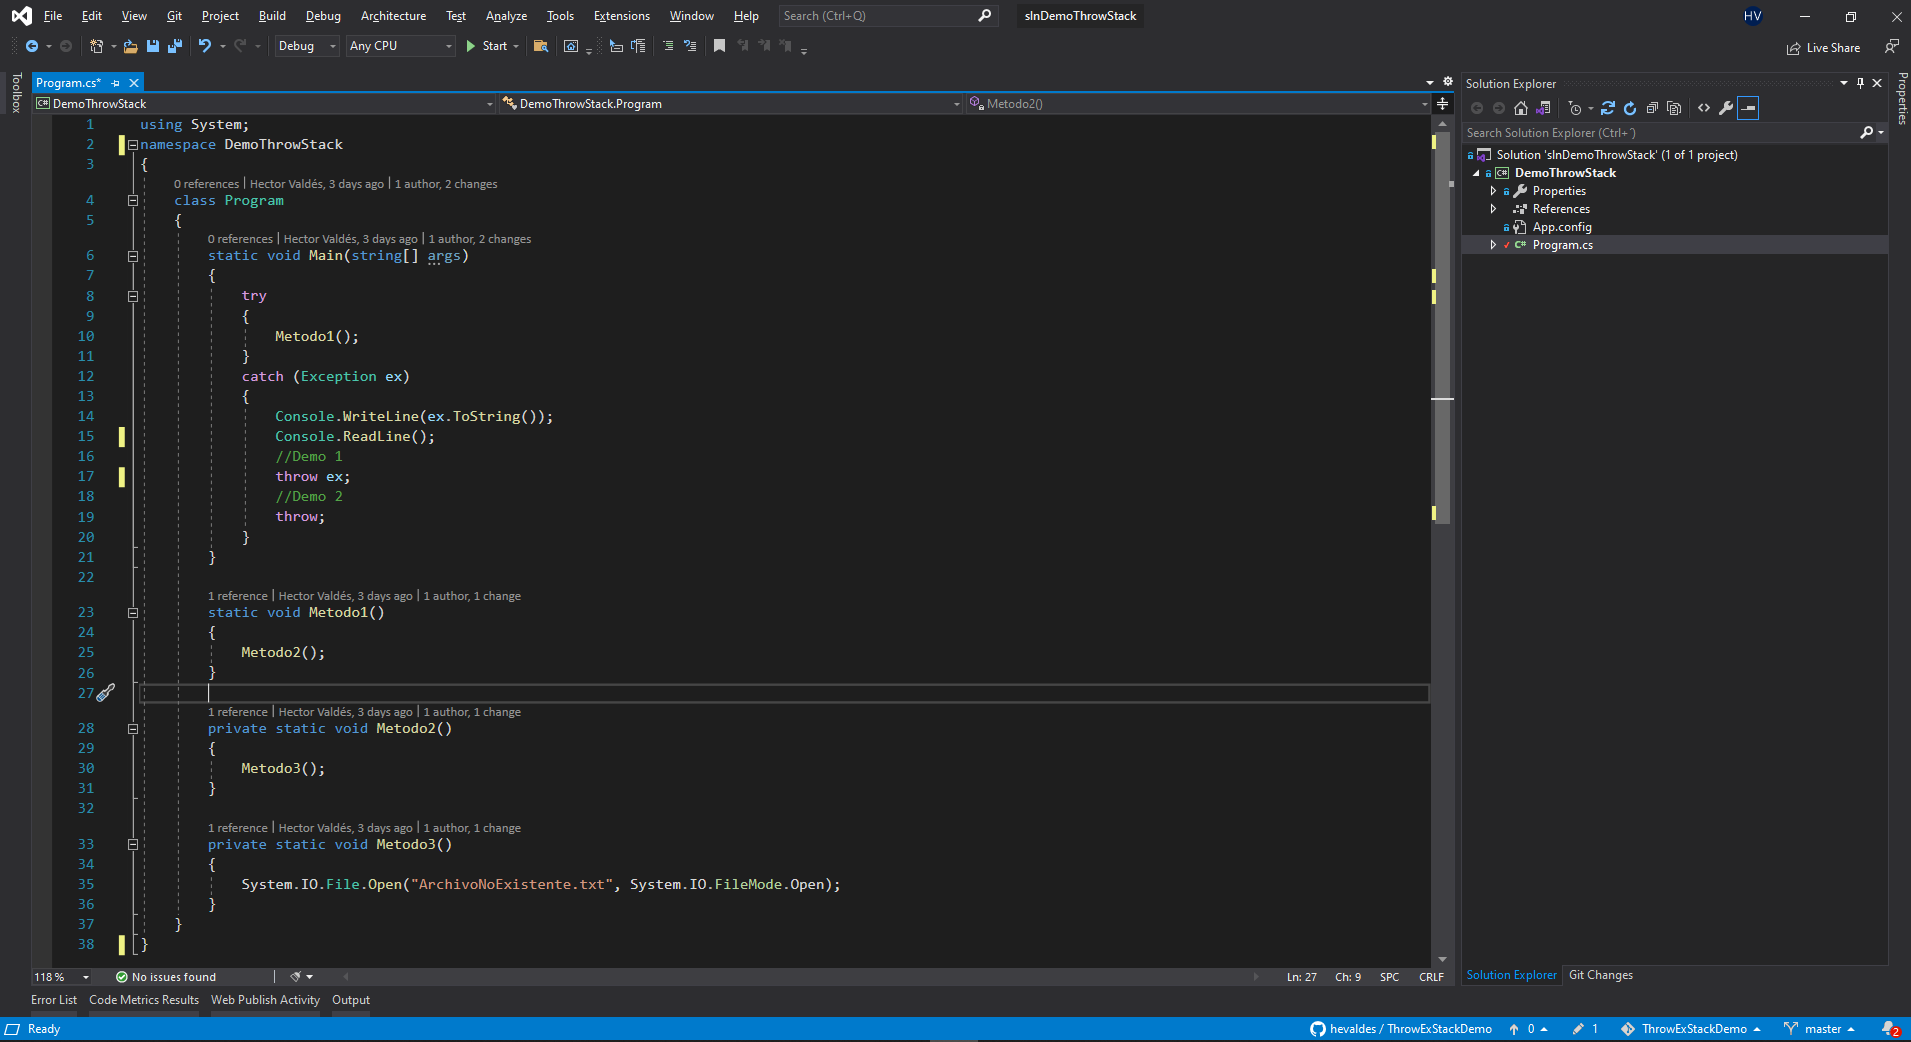 File Edit View Git Project Build Debug Architecture Test Analyze Tools Extensions Window Help Search (Ctrl+Q) slnDemoThrowStack HV
Debug Any CPU Start Live Share
Toolbox
Program.cs*
DemoThrowStack DemoThrowStack.Program Metodo2()
1 using System;
2 namespace DemoThrowStack
3 {
0 references | Hector Valdés, 3 days ago | 1 author, 2 changes
4 class Program
5 {
0 references | Hector Valdés, 3 days ago | 1 author, 2 changes
6 static void Main(string[] args)
7 {
8 try
9 {
10 Metodo1();
11 }
12 catch (Exception ex)
13 {
14 Console.WriteLine(ex.ToString());
15 Console.ReadLine();
16 //Demo 1
17 throw ex;
18 //Demo 2
19 throw;
20 }
21 }
22
1 reference | Hector Valdés, 3 days ago | 1 author, 1 change
23 static void Metodo1()
24 {
25 Metodo2();
26 }
27
1 reference | Hector Valdés, 3 days ago | 1 author, 1 change
28 private static void Metodo2()
29 {
30 Metodo3();
31 }
32
1 reference | Hector Valdés, 3 days ago | 1 author, 1 change
33 private static void Metodo3()
34 {
35 System.IO.File.Open("ArchivoNoExistente.txt", System.IO.FileMode.Open);
36 }
37 }
38 }
118 % No issues found Ln: 27 Ch: 9 SPC CRLF
Solution Explorer
Search Solution Explorer (Ctrl+´)
Solution 'slnDemoThrowStack' (1 of 1 project)
DemoThrowStack
Properties
References
App.config
Program.cs
Solution Explorer Git Changes
Properties
Error List Code Metrics Results Web Publish Activity Output
Ready hevaldes / ThrowExStackDemo 0 1 ThrowExStackDemo master 2